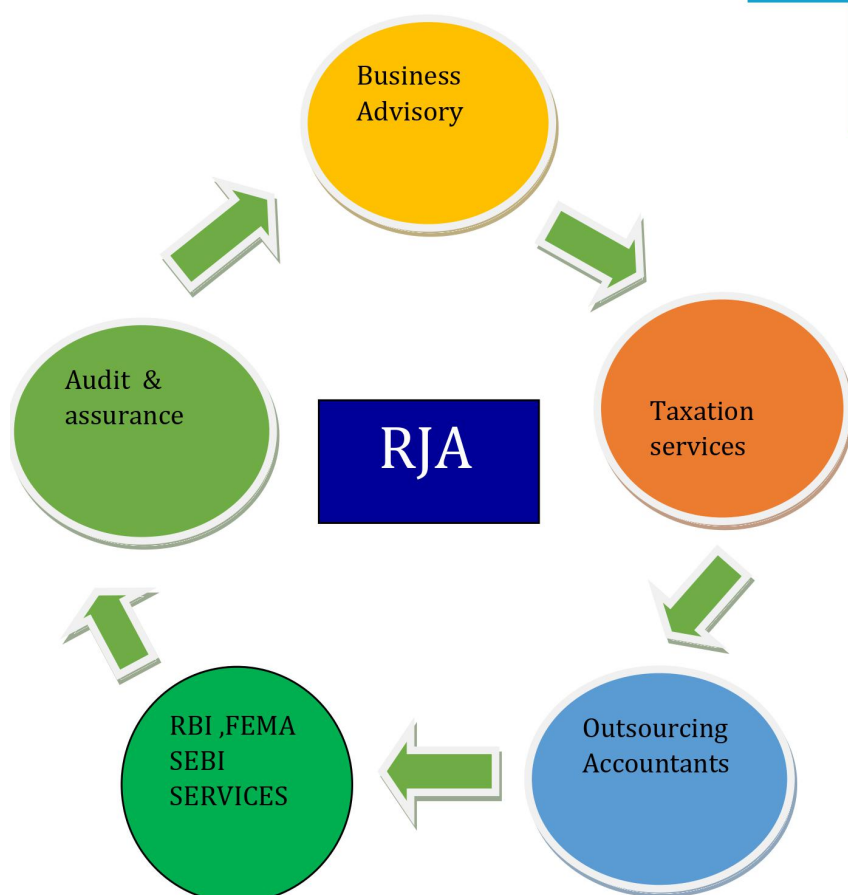 Business
Advisory
Audit & 
assurance
RJA
Taxation
services
RBI ,FEMA
SEBI
SERVICES
Outsourcing
Accountants